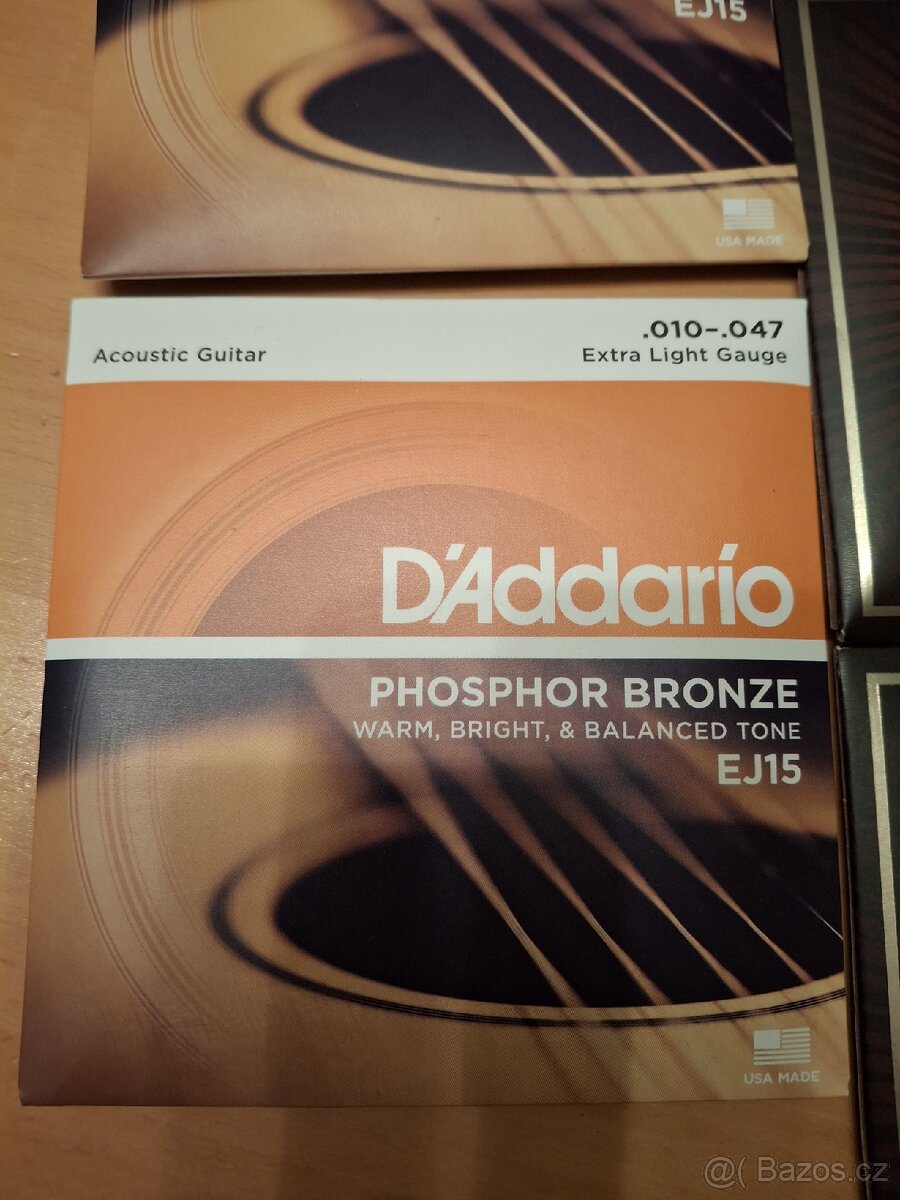 EJ15
USA MADE
.010–.047
Acoustic Guitar
Extra Light Gauge
D'Addario
PHOSPHOR BRONZE
WARM, BRIGHT, & BALANCED TONE
EJ15
USA MADE
@( Bazos.cz